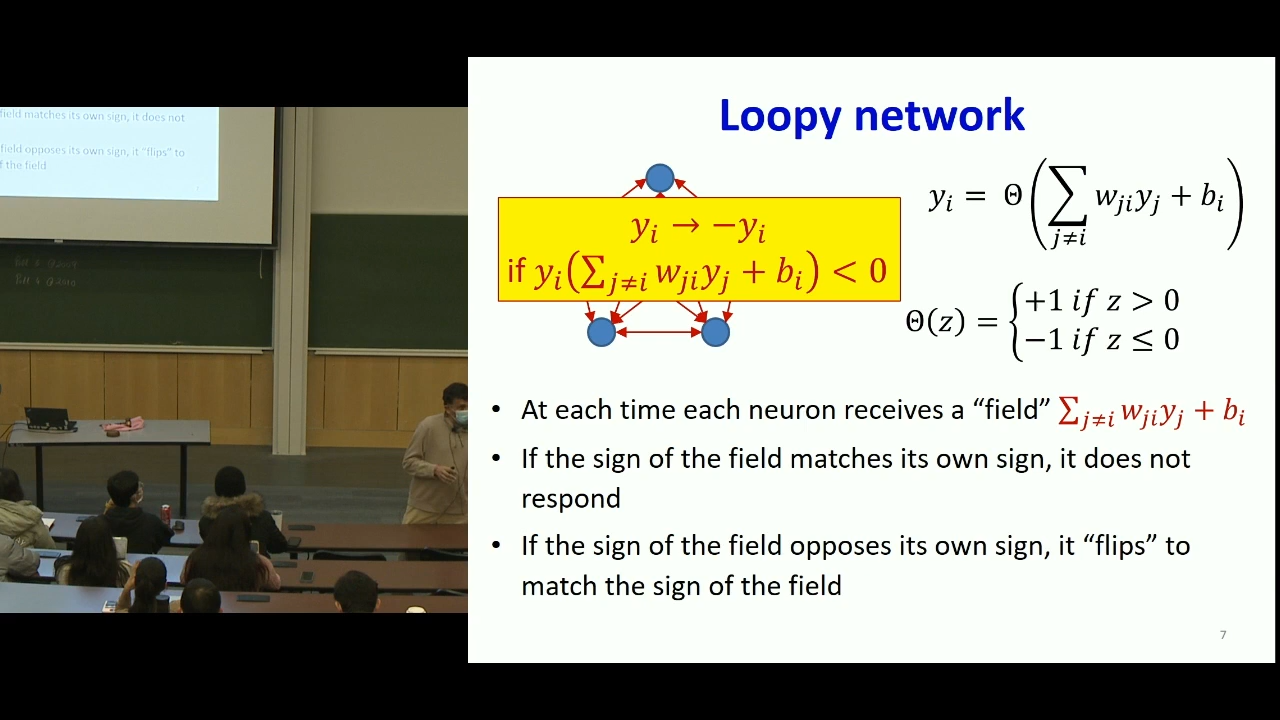 field matches its own sign, it does not
field opposes its own sign, it "flips" to
f the field
Loopy network
y_i → −y_i
if y_i(∑_{j≠i} w_{ji}y_j + b_i) < 0
y_i = Θ(∑_{j≠i} w_{ji}y_j + b_i)
Θ(z) = {+1 if z > 0
−1 if z ≤ 0
• At each time each neuron receives a “field” ∑_{j≠i} w_{ji}y_j + b_i
• If the sign of the field matches its own sign, it does not
respond
• If the sign of the field opposes its own sign, it “flips” to
match the sign of the field
7